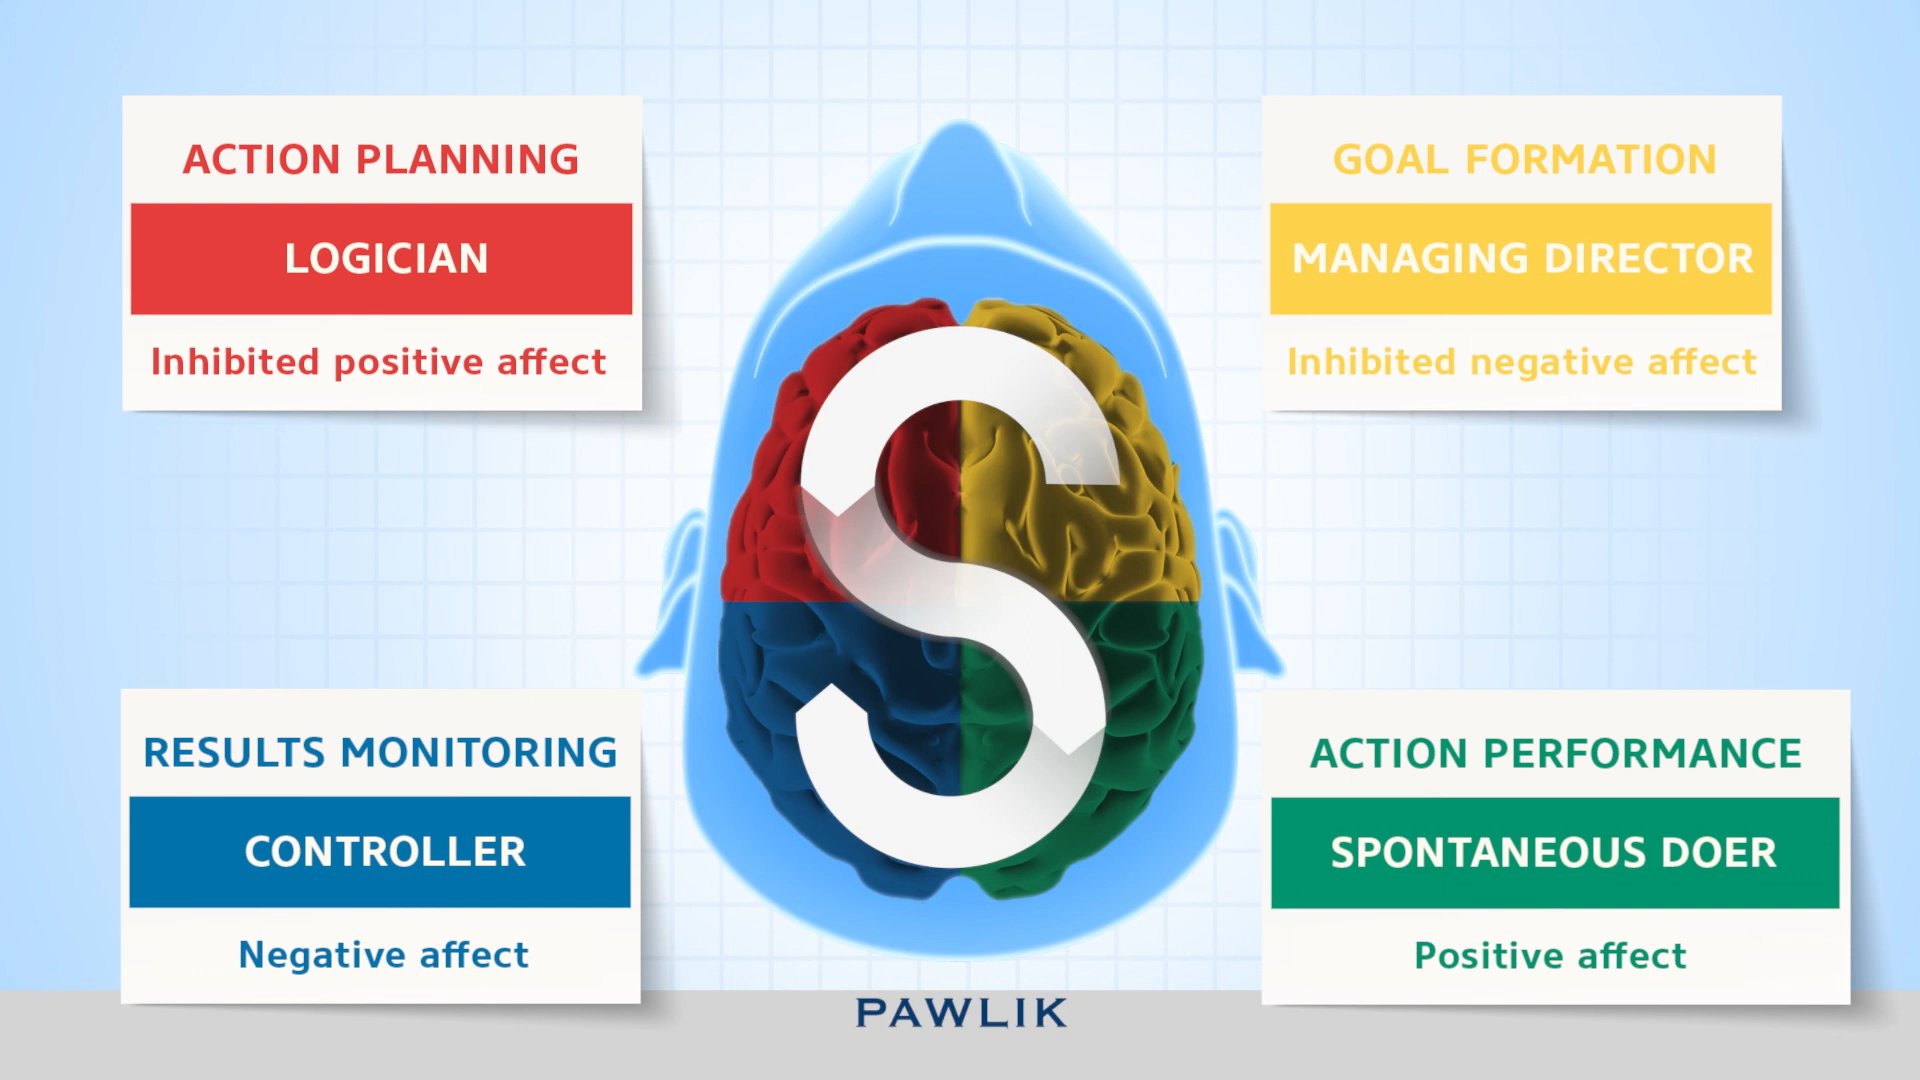 ACTION PLANNING
LOGICIAN
Inhibited positive affect
GOAL FORMATION
MANAGING DIRECTOR
Inhibited negative affect
RESULTS MONITORING
CONTROLLER
Negative affect
ACTION PERFORMANCE
SPONTANEOUS DOER
Positive affect
PAWLIK